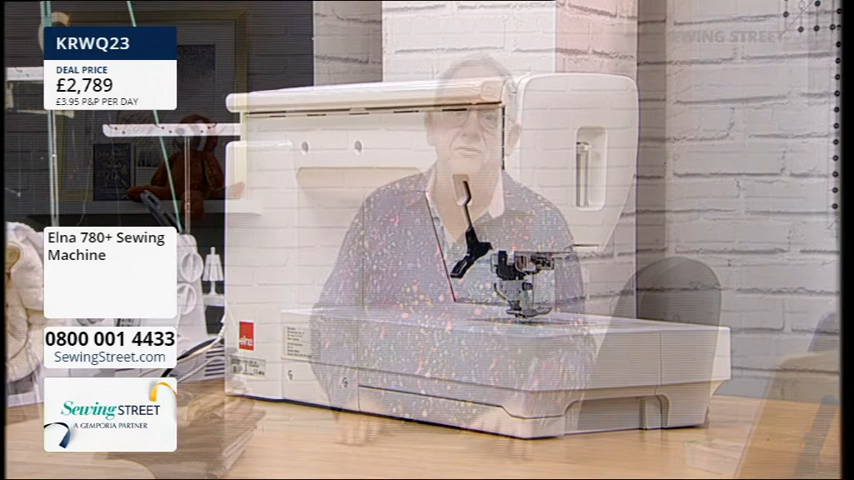 KRWQ23
DEAL PRICE
£2,789
£3.95 P&P PER DAY
SEWING STREET
Elna 780+ Sewing
Machine
0800 001 4433
SewingStreet.com
Sewing STREET
A GEMPORIA PARTNER
elna